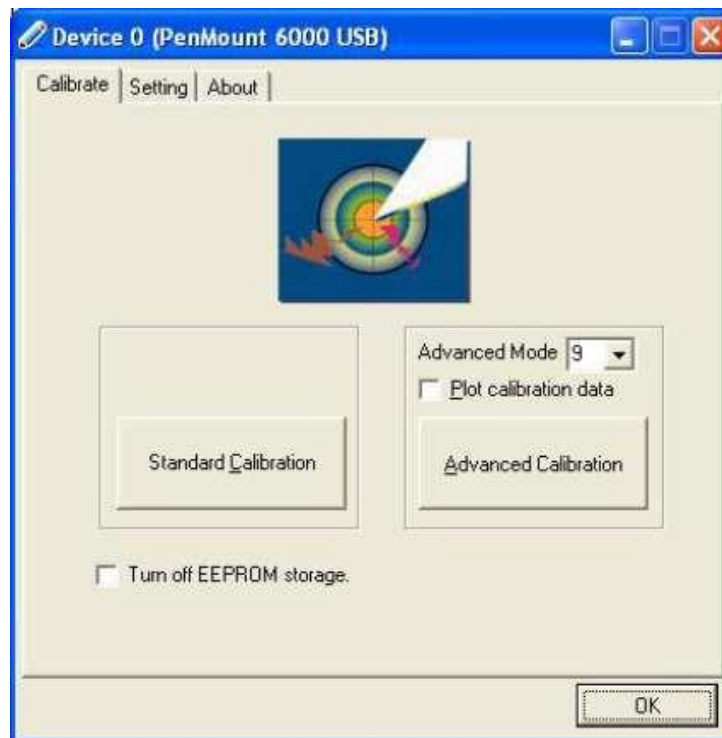 Device 0 (PenMount 6000 USB)
Calibrate Setting About
Advanced Mode 9
Plot calibration data
Standard Calibration
Advanced Calibration
Turn off EEPROM storage.
OK